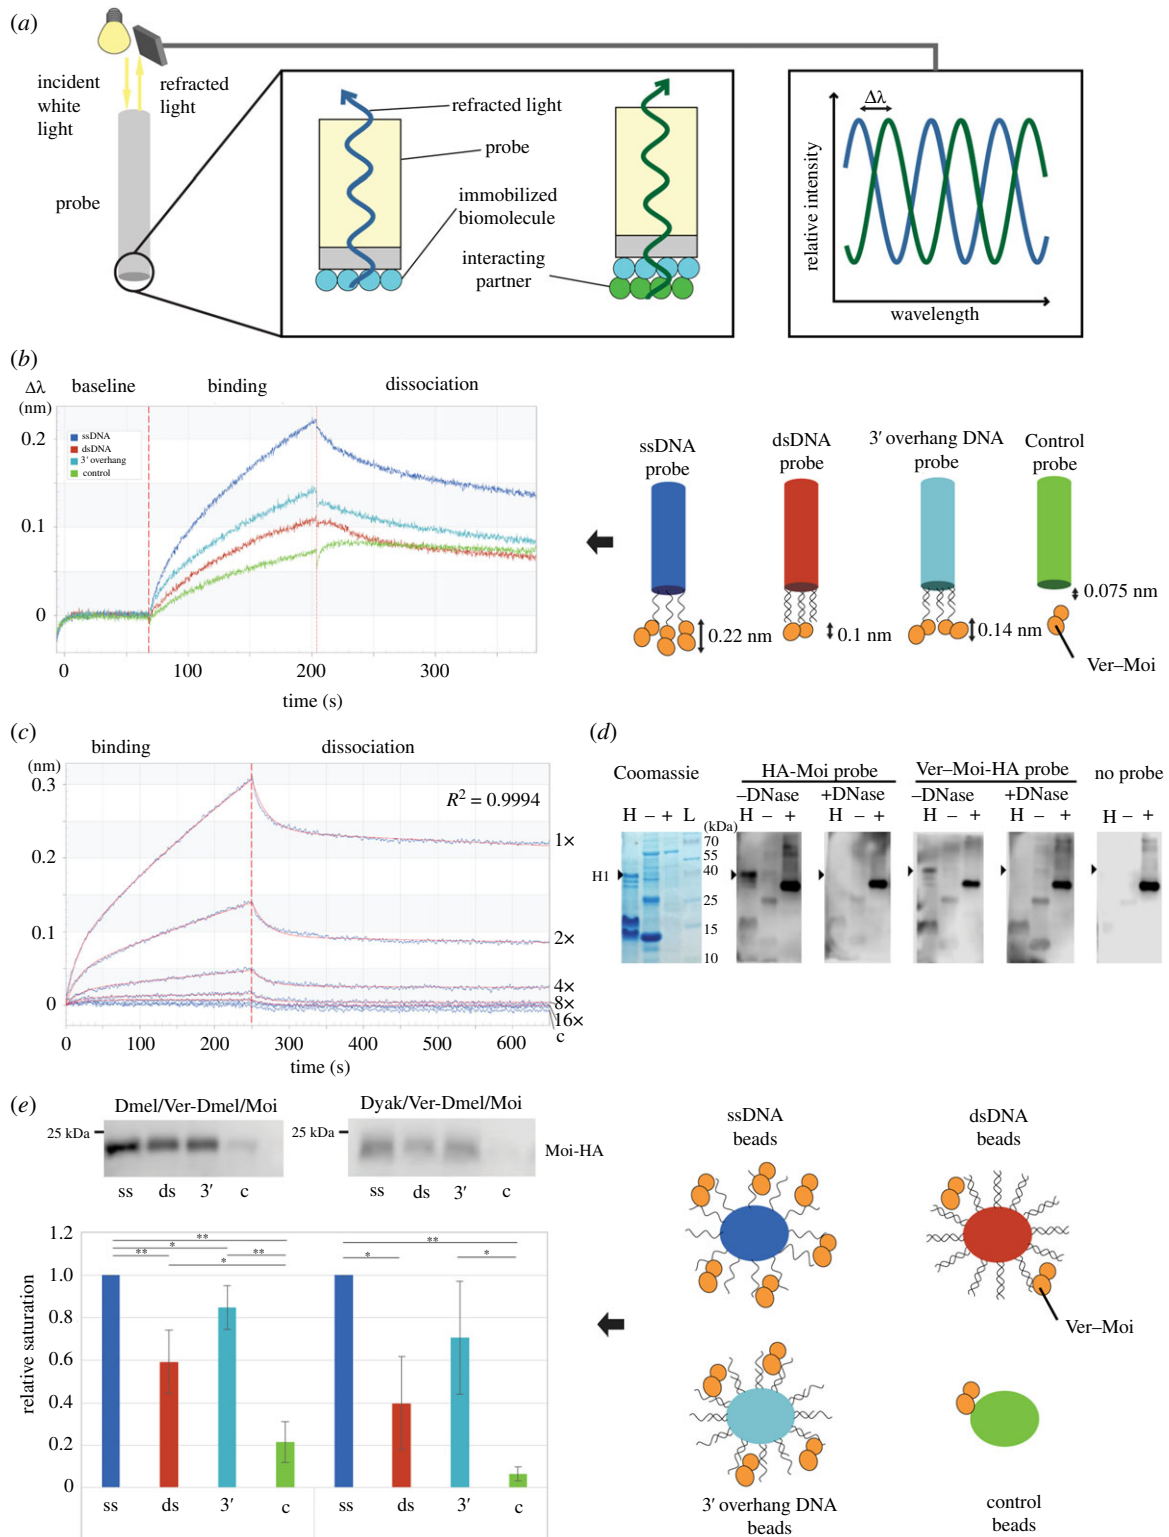 (a)
incident
white
light
refracted
light
probe
refracted light
probe
immobilized
biomolecule
interacting
partner
Δλ
relative intensity
wavelength
(b)
Δλ
(nm)
baseline
binding
dissociation
ssDNA
dsDNA
3′ overhang
control
0.2
0.1
0
0
100
200
300
time (s)
ssDNA
probe
dsDNA
probe
3′ overhang DNA
probe
Control
probe
0.22 nm
0.1 nm
0.14 nm
0.075 nm
Ver–Moi
(c)
binding
dissociation
(nm)
0.3
0.2
0.1
0
R² = 0.9994
1×
2×
4×
8×
16×
c
0
100
200
300
400
500
600
time (s)
(d)
Coomassie
HA-Moi probe
Ver–Moi-HA probe
no probe
–DNase
+DNase
–DNase
+DNase
H – + L
H – +
H – +
H – +
H – +
H – +
(kDa)
70
55
40
25
15
10
H1
(e)
Dmel/Ver-Dmel/Moi
Dyak/Ver-Dmel/Moi
25 kDa
25 kDa
Moi-HA
ss ds 3′ c
ss ds 3′ c
relative saturation
1.2
1.0
0.8
0.6
0.4
0.2
0
**
*
**
**
*
**
*
*
ss ds 3′ c
ss ds 3′ c
ssDNA
beads
dsDNA
beads
Ver–Moi
3′ overhang DNA
beads
control
beads